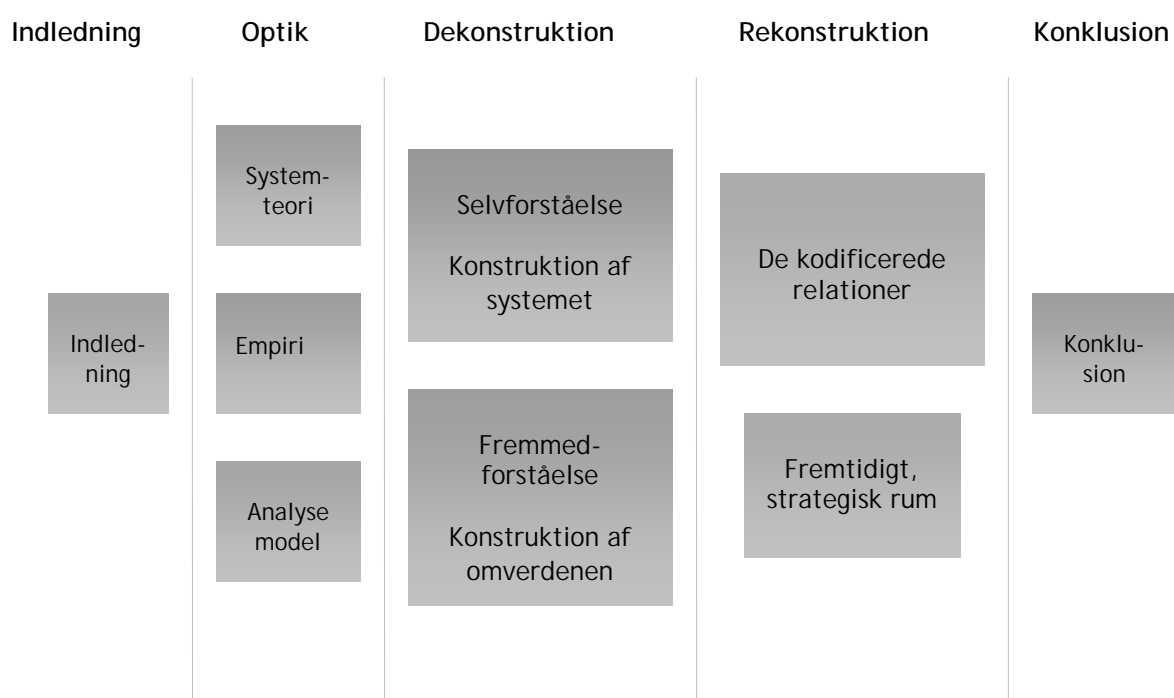 Indledning Optik Dekonstruktion Rekonstruktion Konklusion
Indled-
ning
System-
teori
Empiri
Analyse
model
Selvforståelse
Konstruktion af
systemet
Fremmed-
forståelse
Konstruktion af
omverdenen
De kodificerede
relationer
Fremtidigt,
strategisk rum
Konklu-
sion